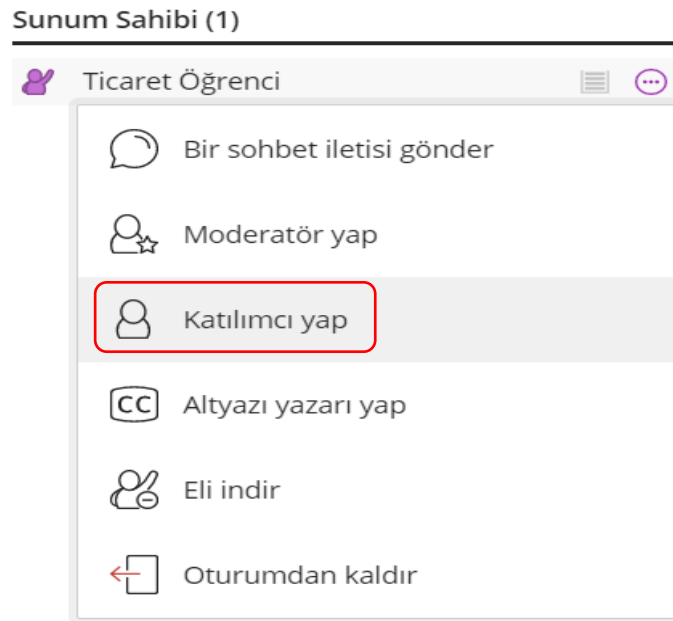 Sunum Sahibi (1)
Ticaret Öğrenci
Bir sohbet iletisi gönder
Moderatör yap
Katılımcı yap
CC Altyazı yazarı yap
Eli indir
Oturumdan kaldır